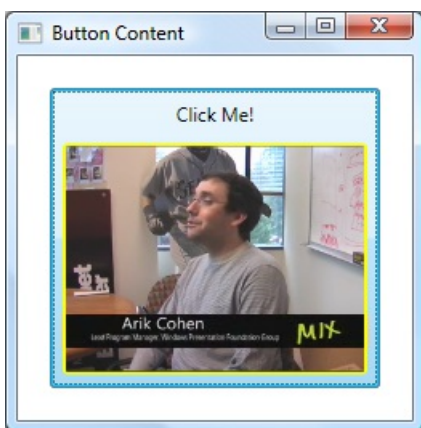 Button Content
Click Me!
Arik Cohen
Lead Program Manager, Windows Presentation Foundation Group
MIX